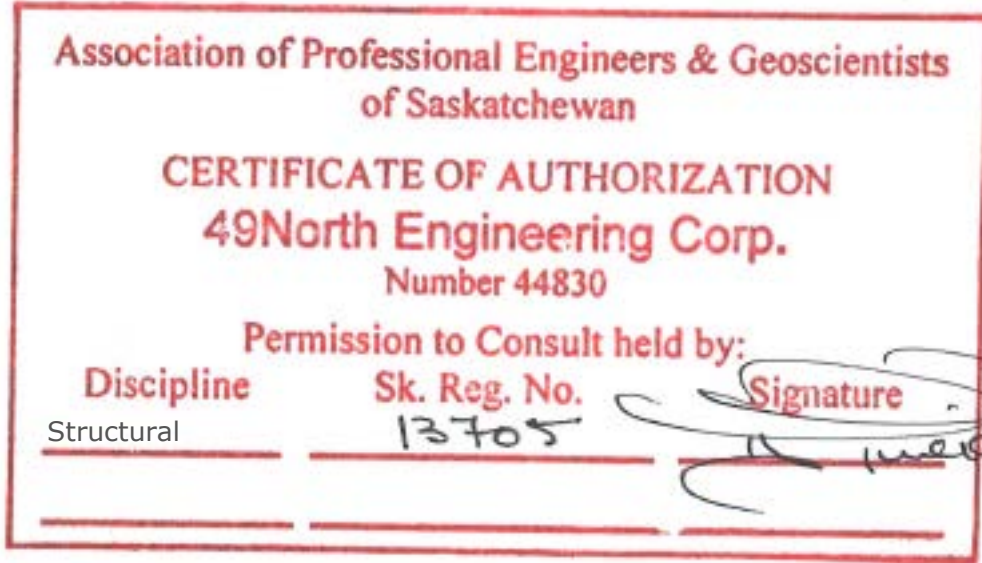 Association of Professional Engineers & Geoscientists
of Saskatchewan
CERTIFICATE OF AUTHORIZATION
49North Engineering Corp.
Number 44830
Permission to Consult held by:
Discipline Sk. Reg. No. Signature
Structural 13705